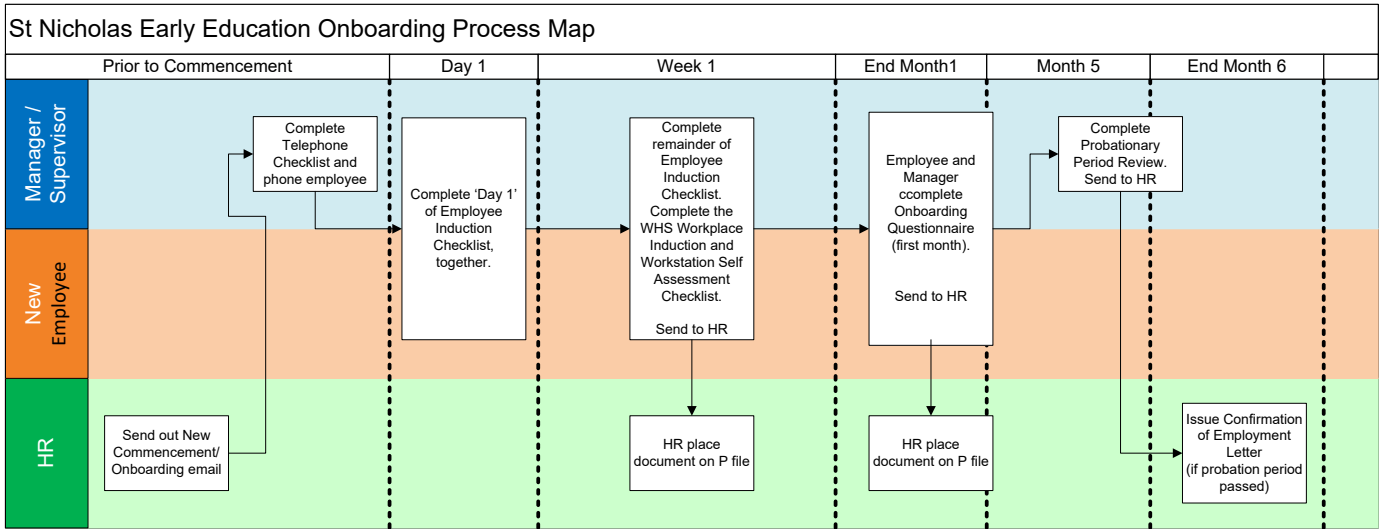 St Nicholas Early Education Onboarding Process Map
Prior to Commencement
Day 1
Week 1
End Month1
Month 5
End Month 6
Manager /
Supervisor
Complete
Telephone
Checklist and
phone employee
Complete ‘Day 1’
of Employee
Induction
Checklist,
together.
Complete
remainder of
Employee
Induction
Checklist.
Complete the
WHS Workplace
Induction and
Workstation Self
Assessment
Checklist.
Send to HR
Employee and
Manager
ccomplete
Onboarding
Questionnaire
(first month).
Send to HR
Complete
Probationary
Period Review.
Send to HR
New
Employee
HR
Send out New
Commencement/
Onboarding email
HR place
document on P file
HR place
document on P file
Issue Confirmation
of Employment
Letter
(if probation period
passed)